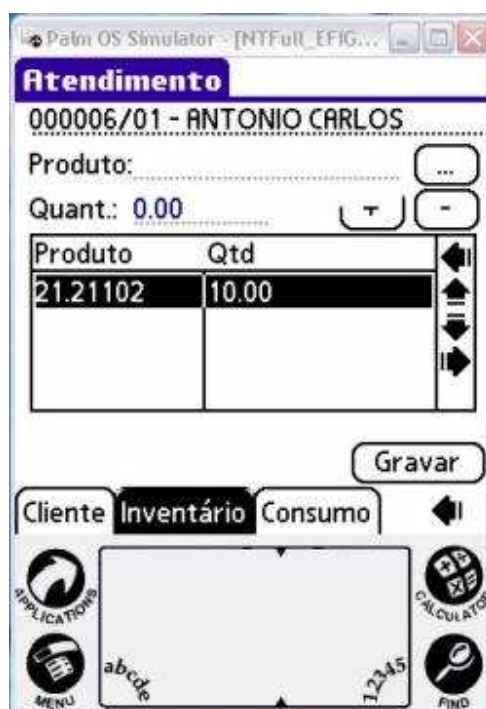 Palm OS Simulator - [NTFull_EFIG...
Atendimento
000006/01 - ANTONIO CARLOS
Produto: ...
Quant.: 0.00 + -
Produto Qtd
21.21102 10.00
Gravar
Cliente Inventário Consumo
APPLICATIONS CALCULATOR
abcde 12345
MENU FIND